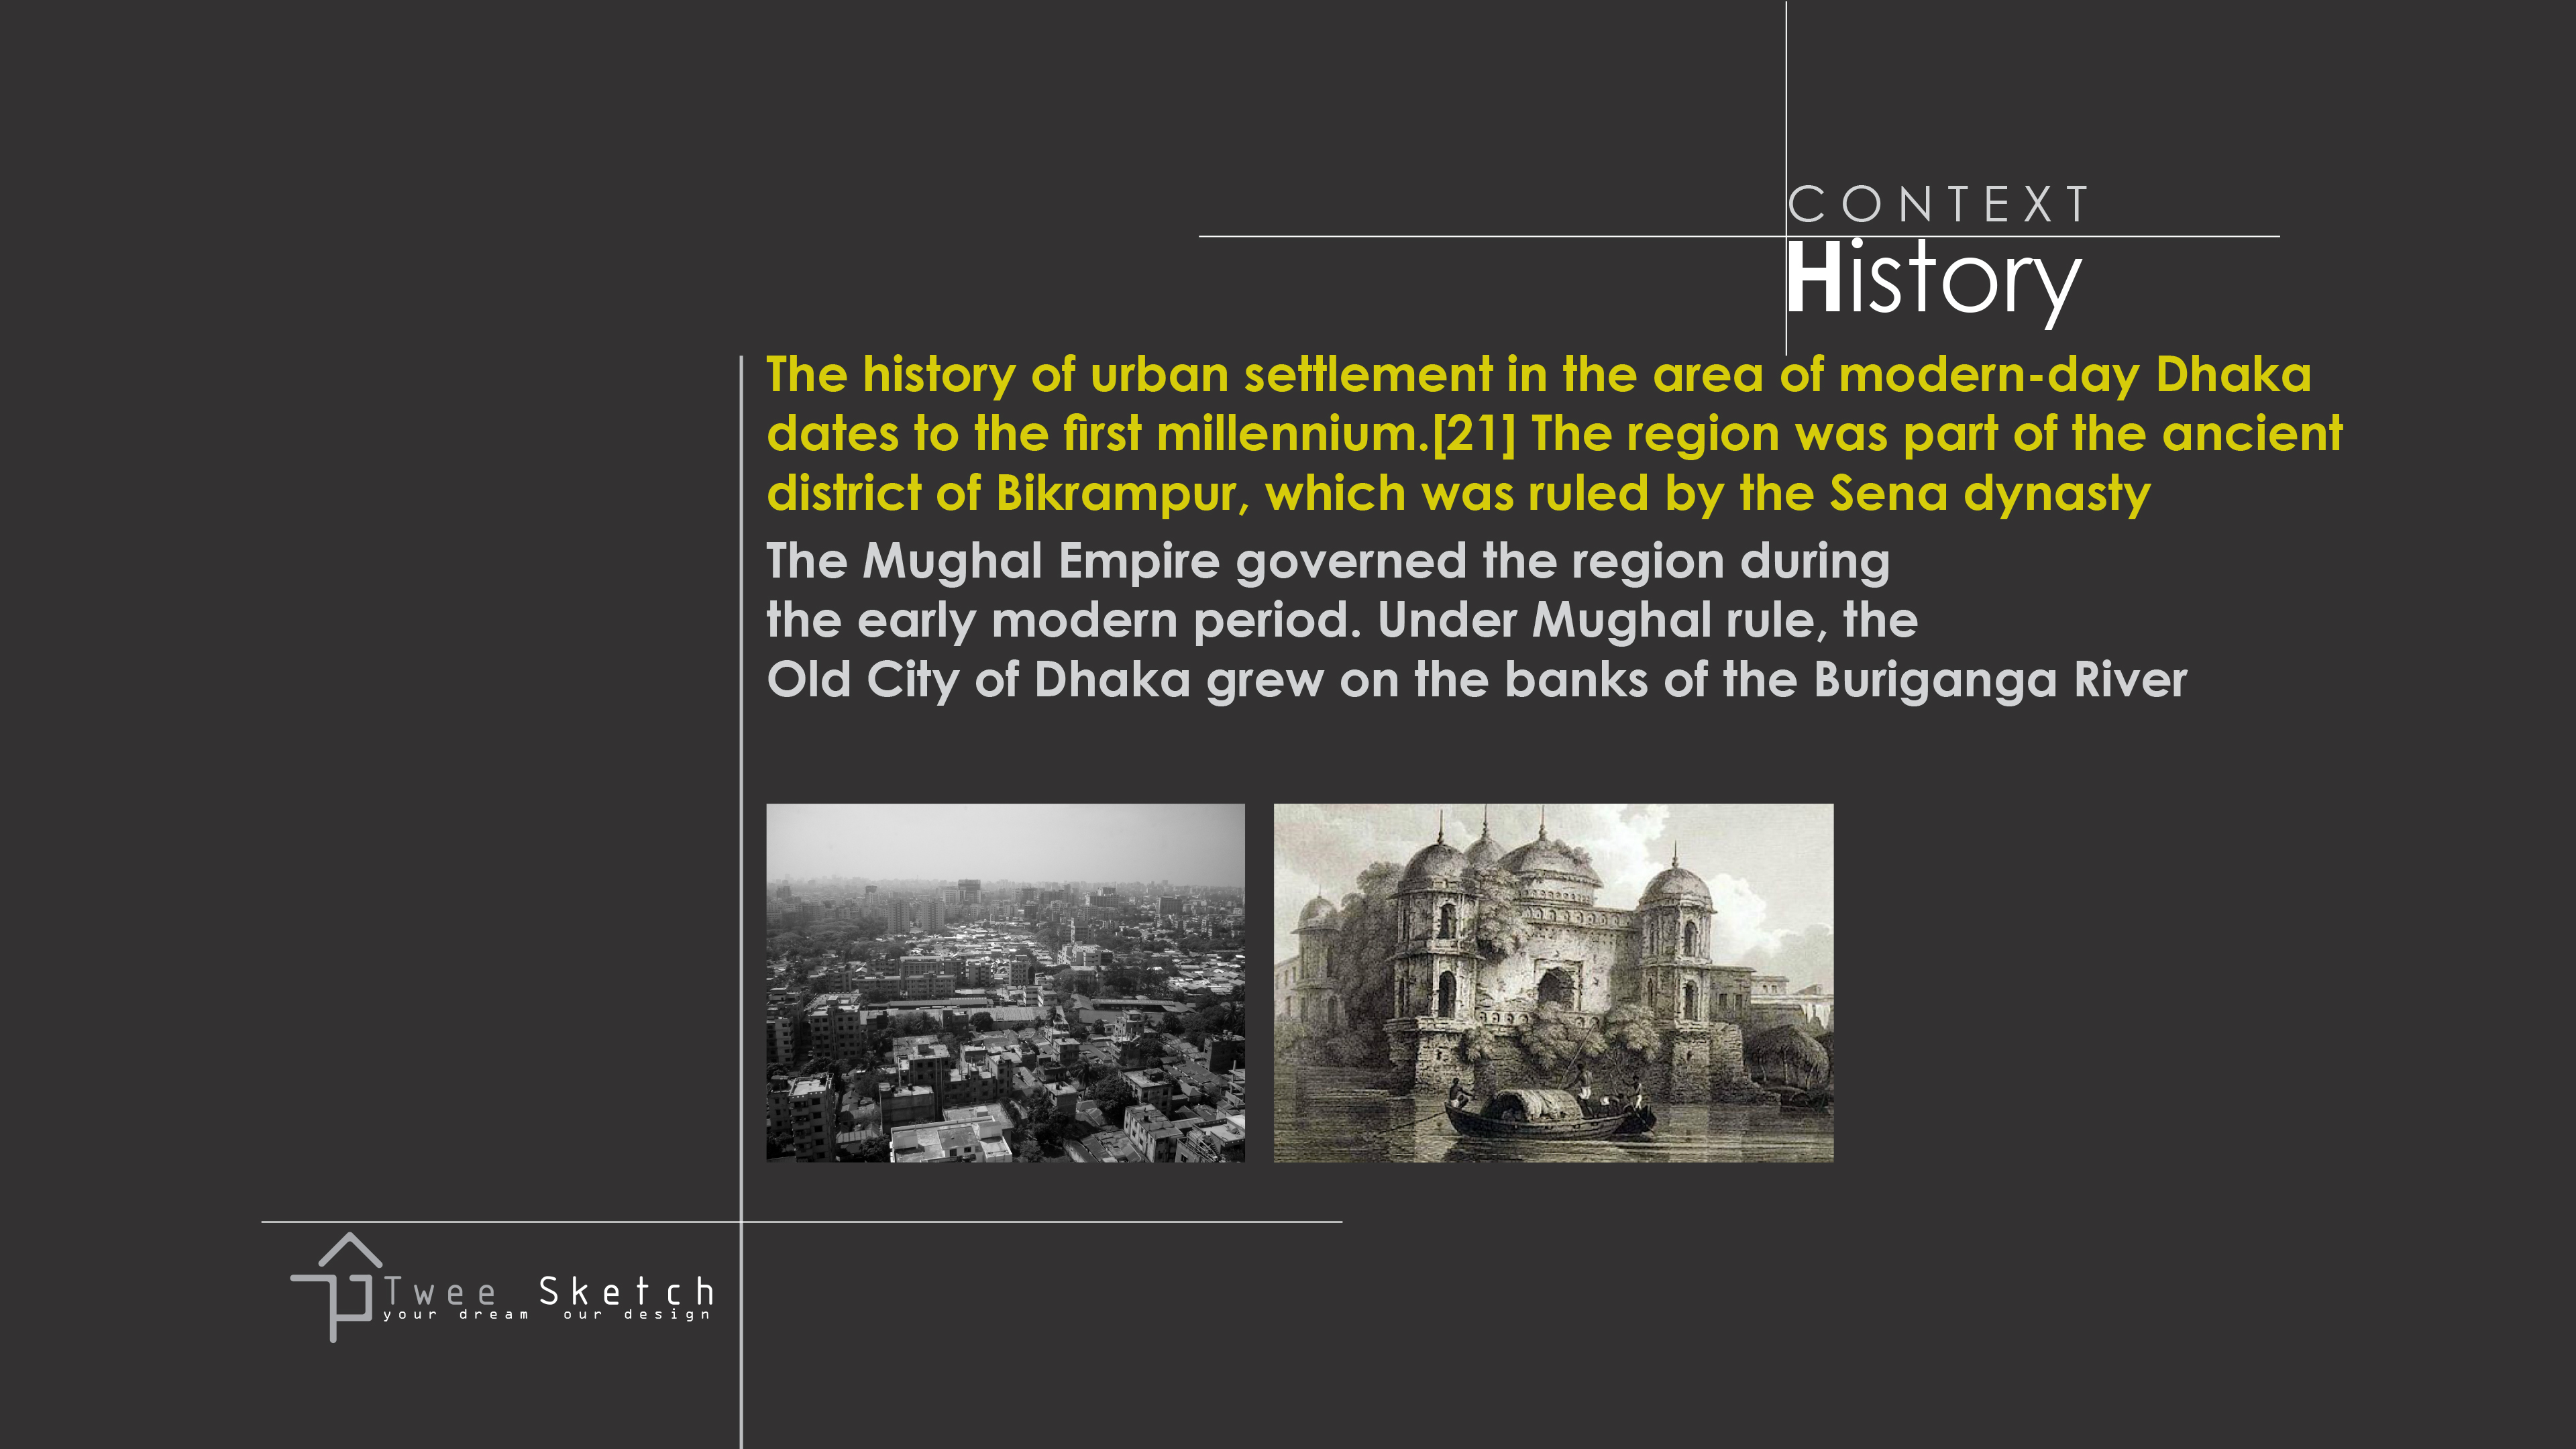 CONTEXT
History
The history of urban settlement in the area of modern-day Dhaka
dates to the first millennium.[21] The region was part of the ancient
district of Bikrampur, which was ruled by the Sena dynasty
The Mughal Empire governed the region during
the early modern period. Under Mughal rule, the
Old City of Dhaka grew on the banks of the Buriganga River
Twee Sketch
your dream our design